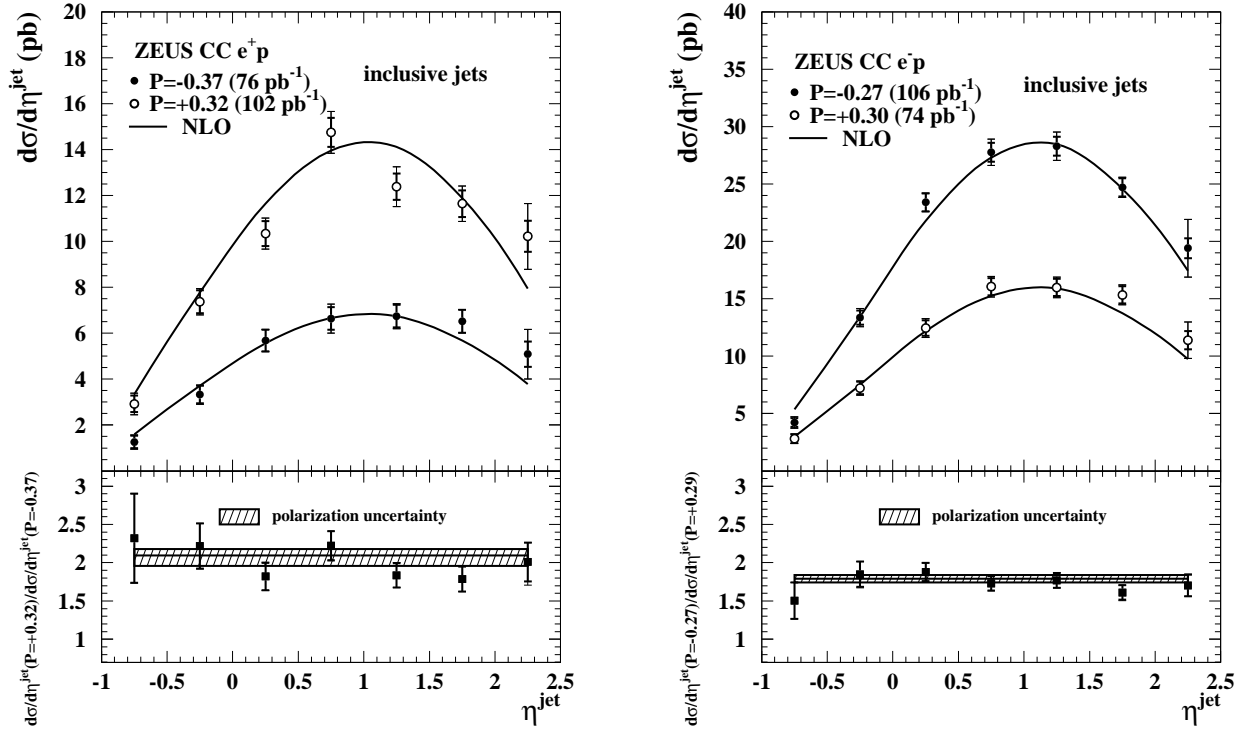 dσ/dη^jet (pb)
20
18
16
14
12
10
8
6
4
2
ZEUS CC e⁺p
P=-0.37 (76 pb⁻¹)
P=+0.32 (102 pb⁻¹)
NLO
inclusive jets
dσ/dη^jet(P=+0.32)/dσ/dη^jet(P=-0.37)
3
2.5
2
1.5
1
polarization uncertainty
-1 -0.5 0 0.5 1 1.5 2 2.5
η^jet
dσ/dη^jet (pb)
40
35
30
25
20
15
10
5
ZEUS CC e⁻p
P=-0.27 (106 pb⁻¹)
P=+0.30 (74 pb⁻¹)
NLO
inclusive jets
dσ/dη^jet(P=-0.27)/dσ/dη^jet(P=+0.29)
3
2.5
2
1.5
1
polarization uncertainty
-1 -0.5 0 0.5 1 1.5 2 2.5
η^jet